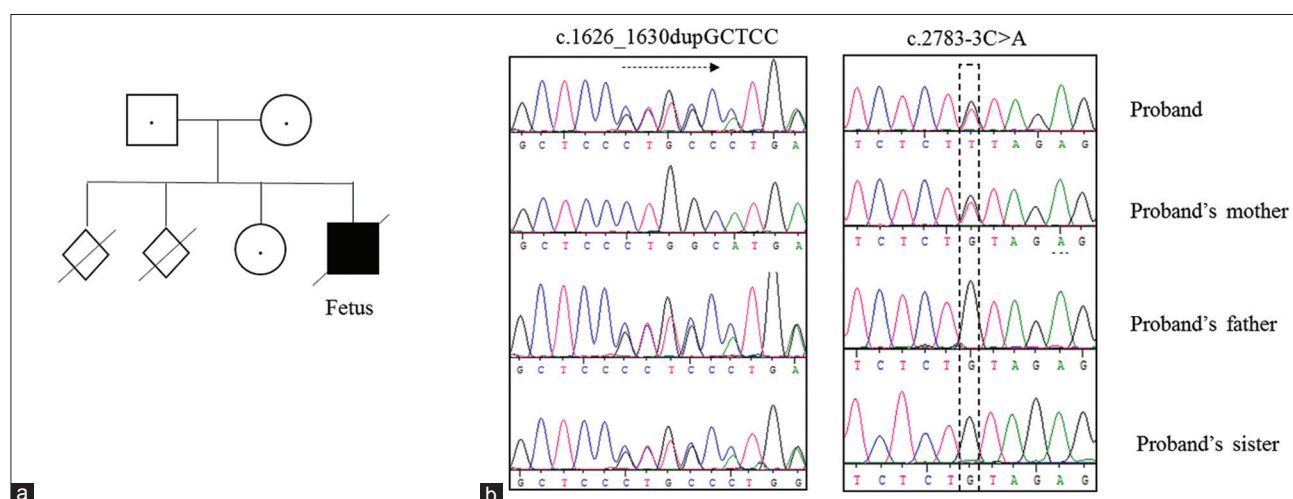 c.1626_1630dupGCTCC
c.2783-3C>A
G C T C C C T G C C C T G A
T C T C T T T A G A G
Proband
G C T C C C T G G C A T G A
T C T C T G T A G A G
Proband's mother
G C T C C C C T C C C T G A
T C T C T G T A G A G
Proband's father
G C T C C C C T G C C C T G G
T C T C T G T A G A G
Proband's sister
Fetus
a
b